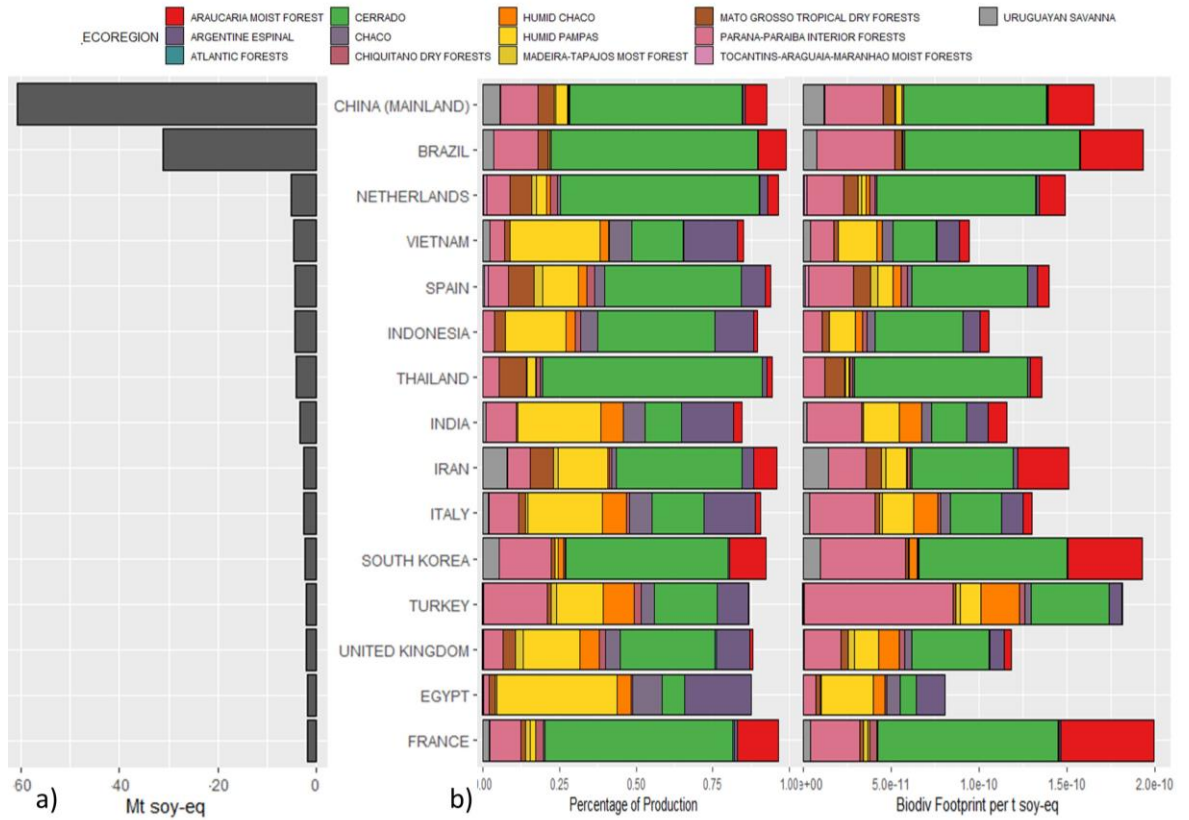 ECOREGION
ARAUCARIA MOIST FOREST
ARGENTINE ESPINAL
ATLANTIC FORESTS
CERRADO
CHACO
CHIQUITANO DRY FORESTS
HUMID CHACO
HUMID PAMPAS
MADEIRA-TAPAJOS MOST FOREST
MATO GROSSO TROPICAL DRY FORESTS
PARANA-PARAIBA INTERIOR FORESTS
TOCANTINS-ARAGUAIA-MARANHAO MOIST FORESTS
URUGUAYAN SAVANNA
CHINA (MAINLAND)
BRAZIL
NETHERLANDS
VIETNAM
SPAIN
INDONESIA
THAILAND
INDIA
IRAN
ITALY
SOUTH KOREA
TURKEY
UNITED KINGDOM
EGYPT
FRANCE
60 -40 -20 0
Mt soy-eq
a)
b)
.00 0.25 0.50 0.75 1.00
Percentage of Production
e+00 5.0e-11 1.0e-10 1.5e-10 2.0e-10
Biodiv Footprint per t soy-eq